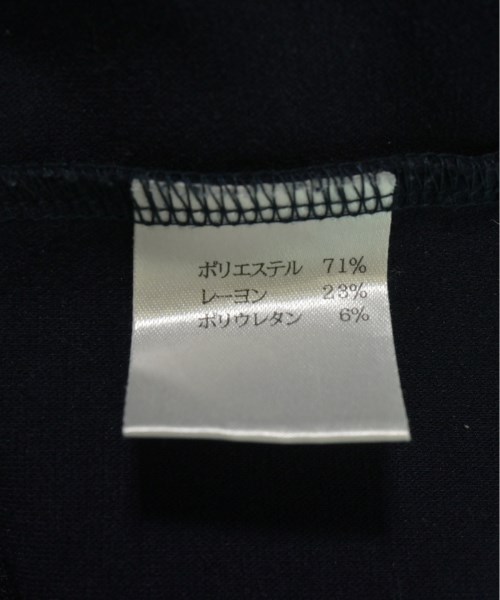 ポリエステル 71%
レーヨン 23%
ポリウレタン 6%